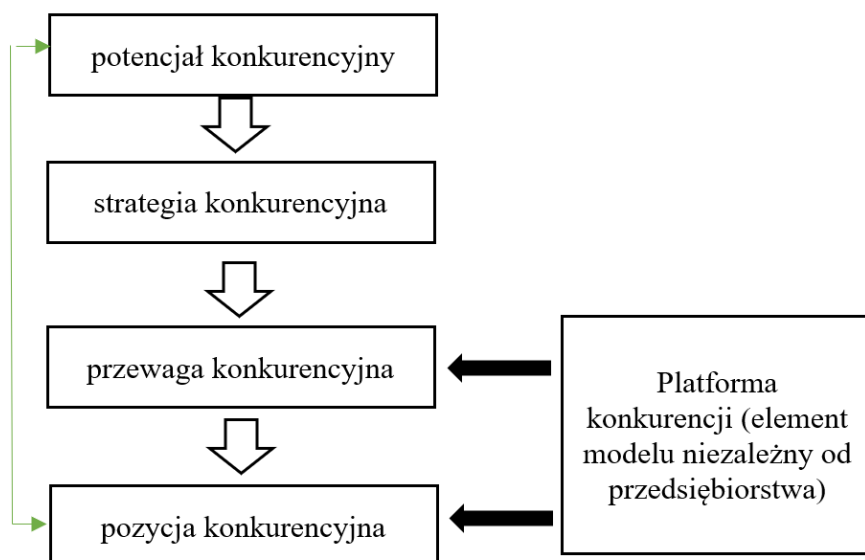 potencjał konkurencyjny
strategia konkurencyjna
przewaga konkurencyjna
pozycja konkurencyjna
Platforma
konkurencji (element
modelu niezależny od
przedsiębiorstwa)